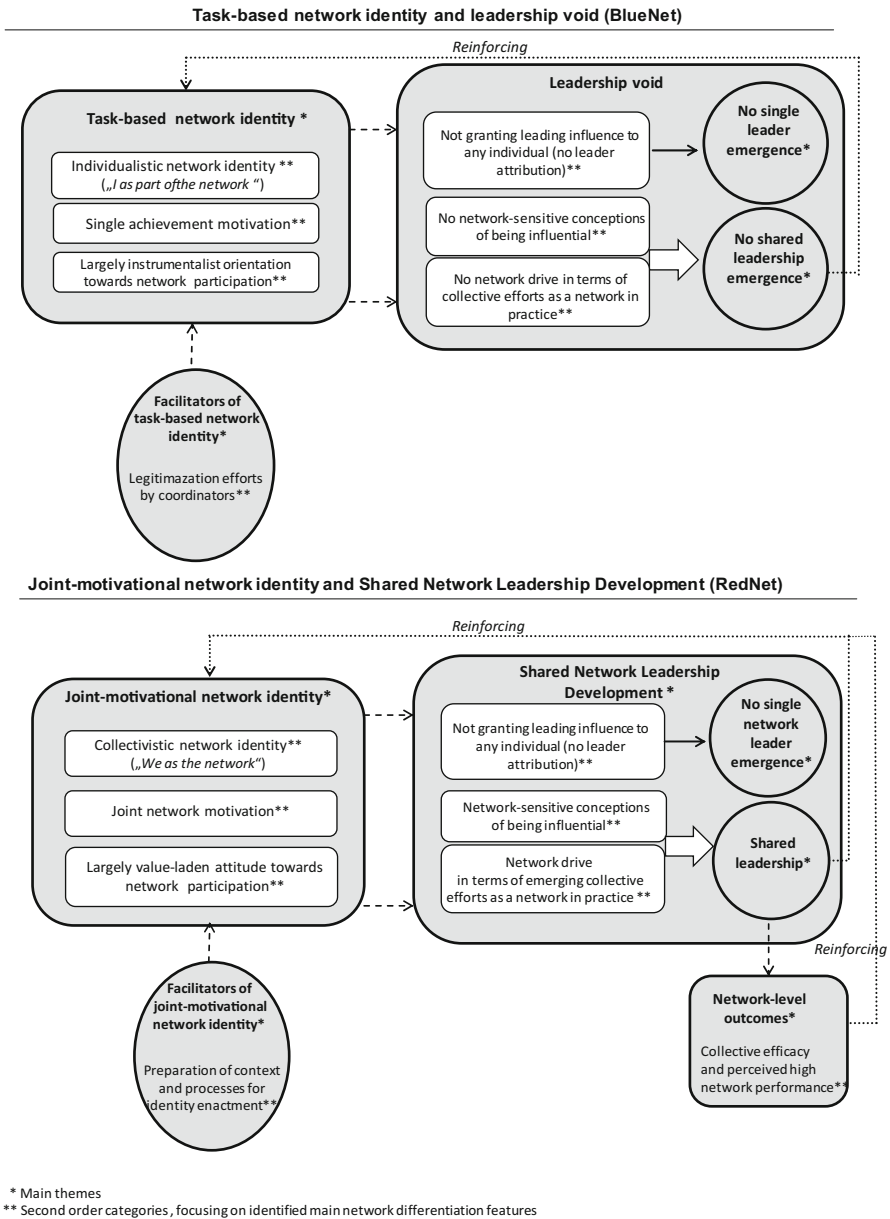 Task-based network identity and leadership void (BlueNet)
Reinforcing
Task-based network identity *
Individualistic network identity **
(„I as part ofthe network “)
Single achievement motivation**
Largely instrumentalist orientation
towards network participation**
Leadership void
Not granting leading influence to
any individual (no leader
attribution)**
No single
leader
emergence*
No network-sensitive conceptions
of being influential**
No network drive in terms of
collective efforts as a network in
practice**
No shared
leadership
emergence*
Facilitators of
task-based network
identity*
Legitimazation efforts
by coordinators**
Joint-motivational network identity and Shared Network Leadership Development (RedNet)
Reinforcing
Joint-motivational network identity*
Collectivistic network identity**
(„We as the network“)
Joint network motivation**
Largely value-laden attitude towards
network participation**
Shared Network Leadership
Development *
Not granting leading influence to
any individual (no leader
attribution)**
No single
network
leader
emergence*
Network-sensitive conceptions
of being influential**
Network drive
in terms of emerging collective
efforts as a network in practice **
Shared
leadership*
Reinforcing
Facilitators of
joint-motivational
network identity*
Preparation of context
and processes for
identity enactment**
Network-level
outcomes*
Collective efficacy
and perceived high
network performance**
* Main themes
** Second order categories, focusing on identified main network differentiation features